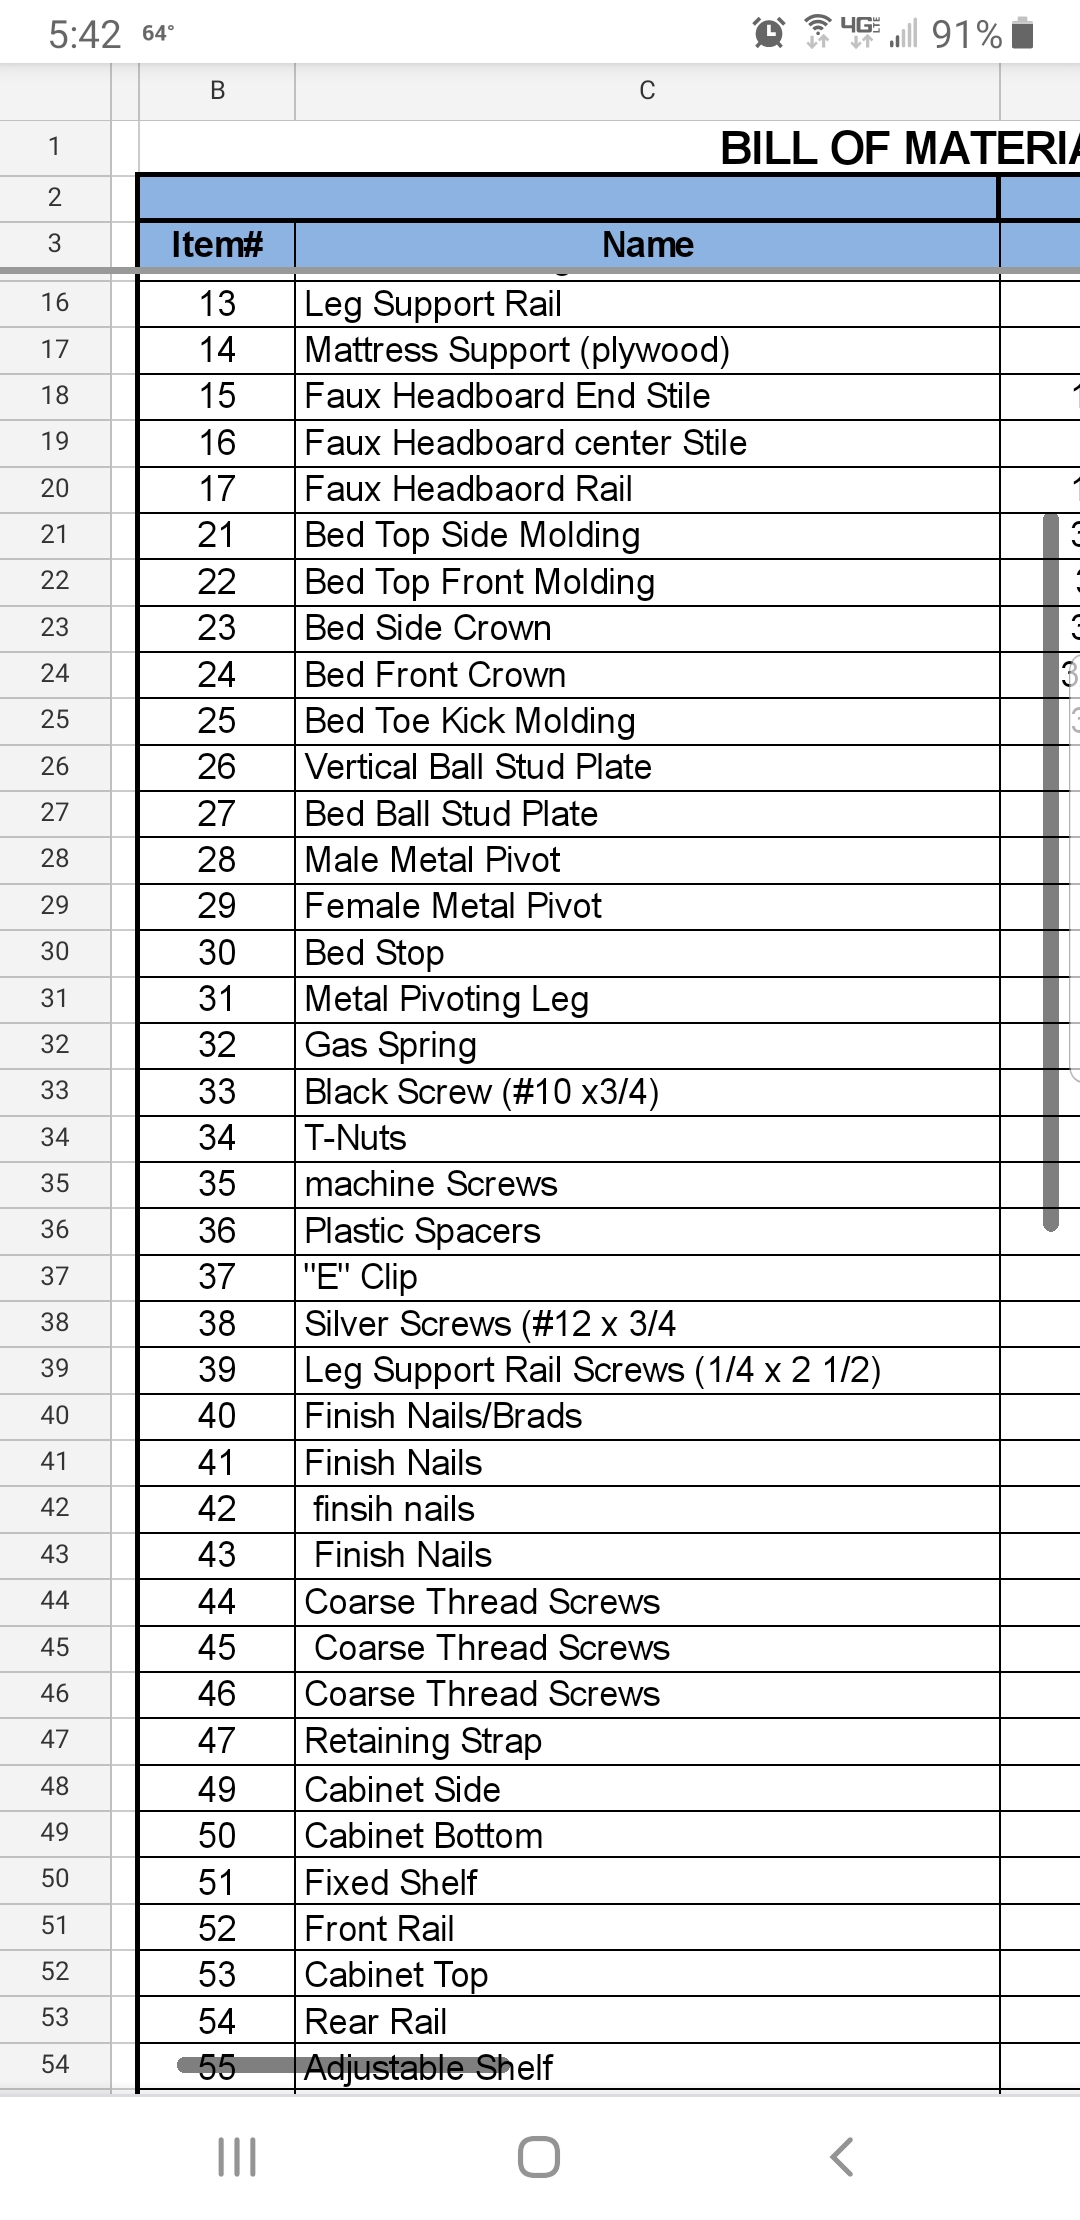 5:42 64° 4G LTE 91%
B C
1 BILL OF MATERIA
2
3 Item# Name
16 13 Leg Support Rail
17 14 Mattress Support (plywood)
18 15 Faux Headboard End Stile 1
19 16 Faux Headboard center Stile
20 17 Faux Headbaord Rail 1
21 21 Bed Top Side Molding 3
22 22 Bed Top Front Molding 3
23 23 Bed Side Crown 3
24 24 Bed Front Crown 3
25 25 Bed Toe Kick Molding 3
26 26 Vertical Ball Stud Plate
27 27 Bed Ball Stud Plate
28 28 Male Metal Pivot
29 29 Female Metal Pivot
30 30 Bed Stop
31 31 Metal Pivoting Leg
32 32 Gas Spring
33 33 Black Screw (#10 x3/4)
34 34 T-Nuts
35 35 machine Screws
36 36 Plastic Spacers
37 37 "E" Clip
38 38 Silver Screws (#12 x 3/4
39 39 Leg Support Rail Screws (1/4 x 2 1/2)
40 40 Finish Nails/Brads
41 41 Finish Nails
42 42 finsih nails
43 43 Finish Nails
44 44 Coarse Thread Screws
45 45 Coarse Thread Screws
46 46 Coarse Thread Screws
47 47 Retaining Strap
48 49 Cabinet Side
49 50 Cabinet Bottom
50 51 Fixed Shelf
51 52 Front Rail
52 53 Cabinet Top
53 54 Rear Rail
54 55 Adjustable Shelf